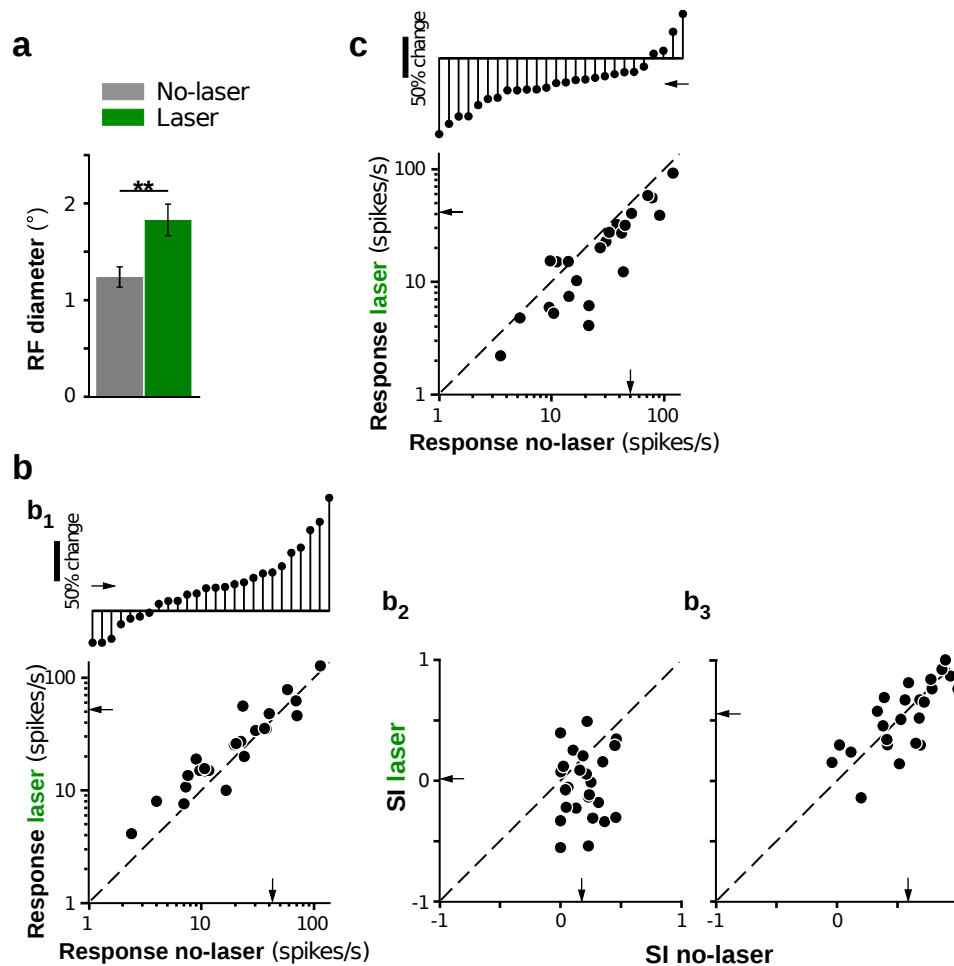 a
No-laser
Laser
**
RF diameter (°)
2
1
0
c
50% change
Response laser (spikes/s)
100
10
1
1 10 100
Response no-laser (spikes/s)
b
b1
50% change
Response laser (spikes/s)
100
10
1
1 10 100
Response no-laser (spikes/s)
b2
SI laser
1
0
-1
0 1
b3
-1 0
SI no-laser